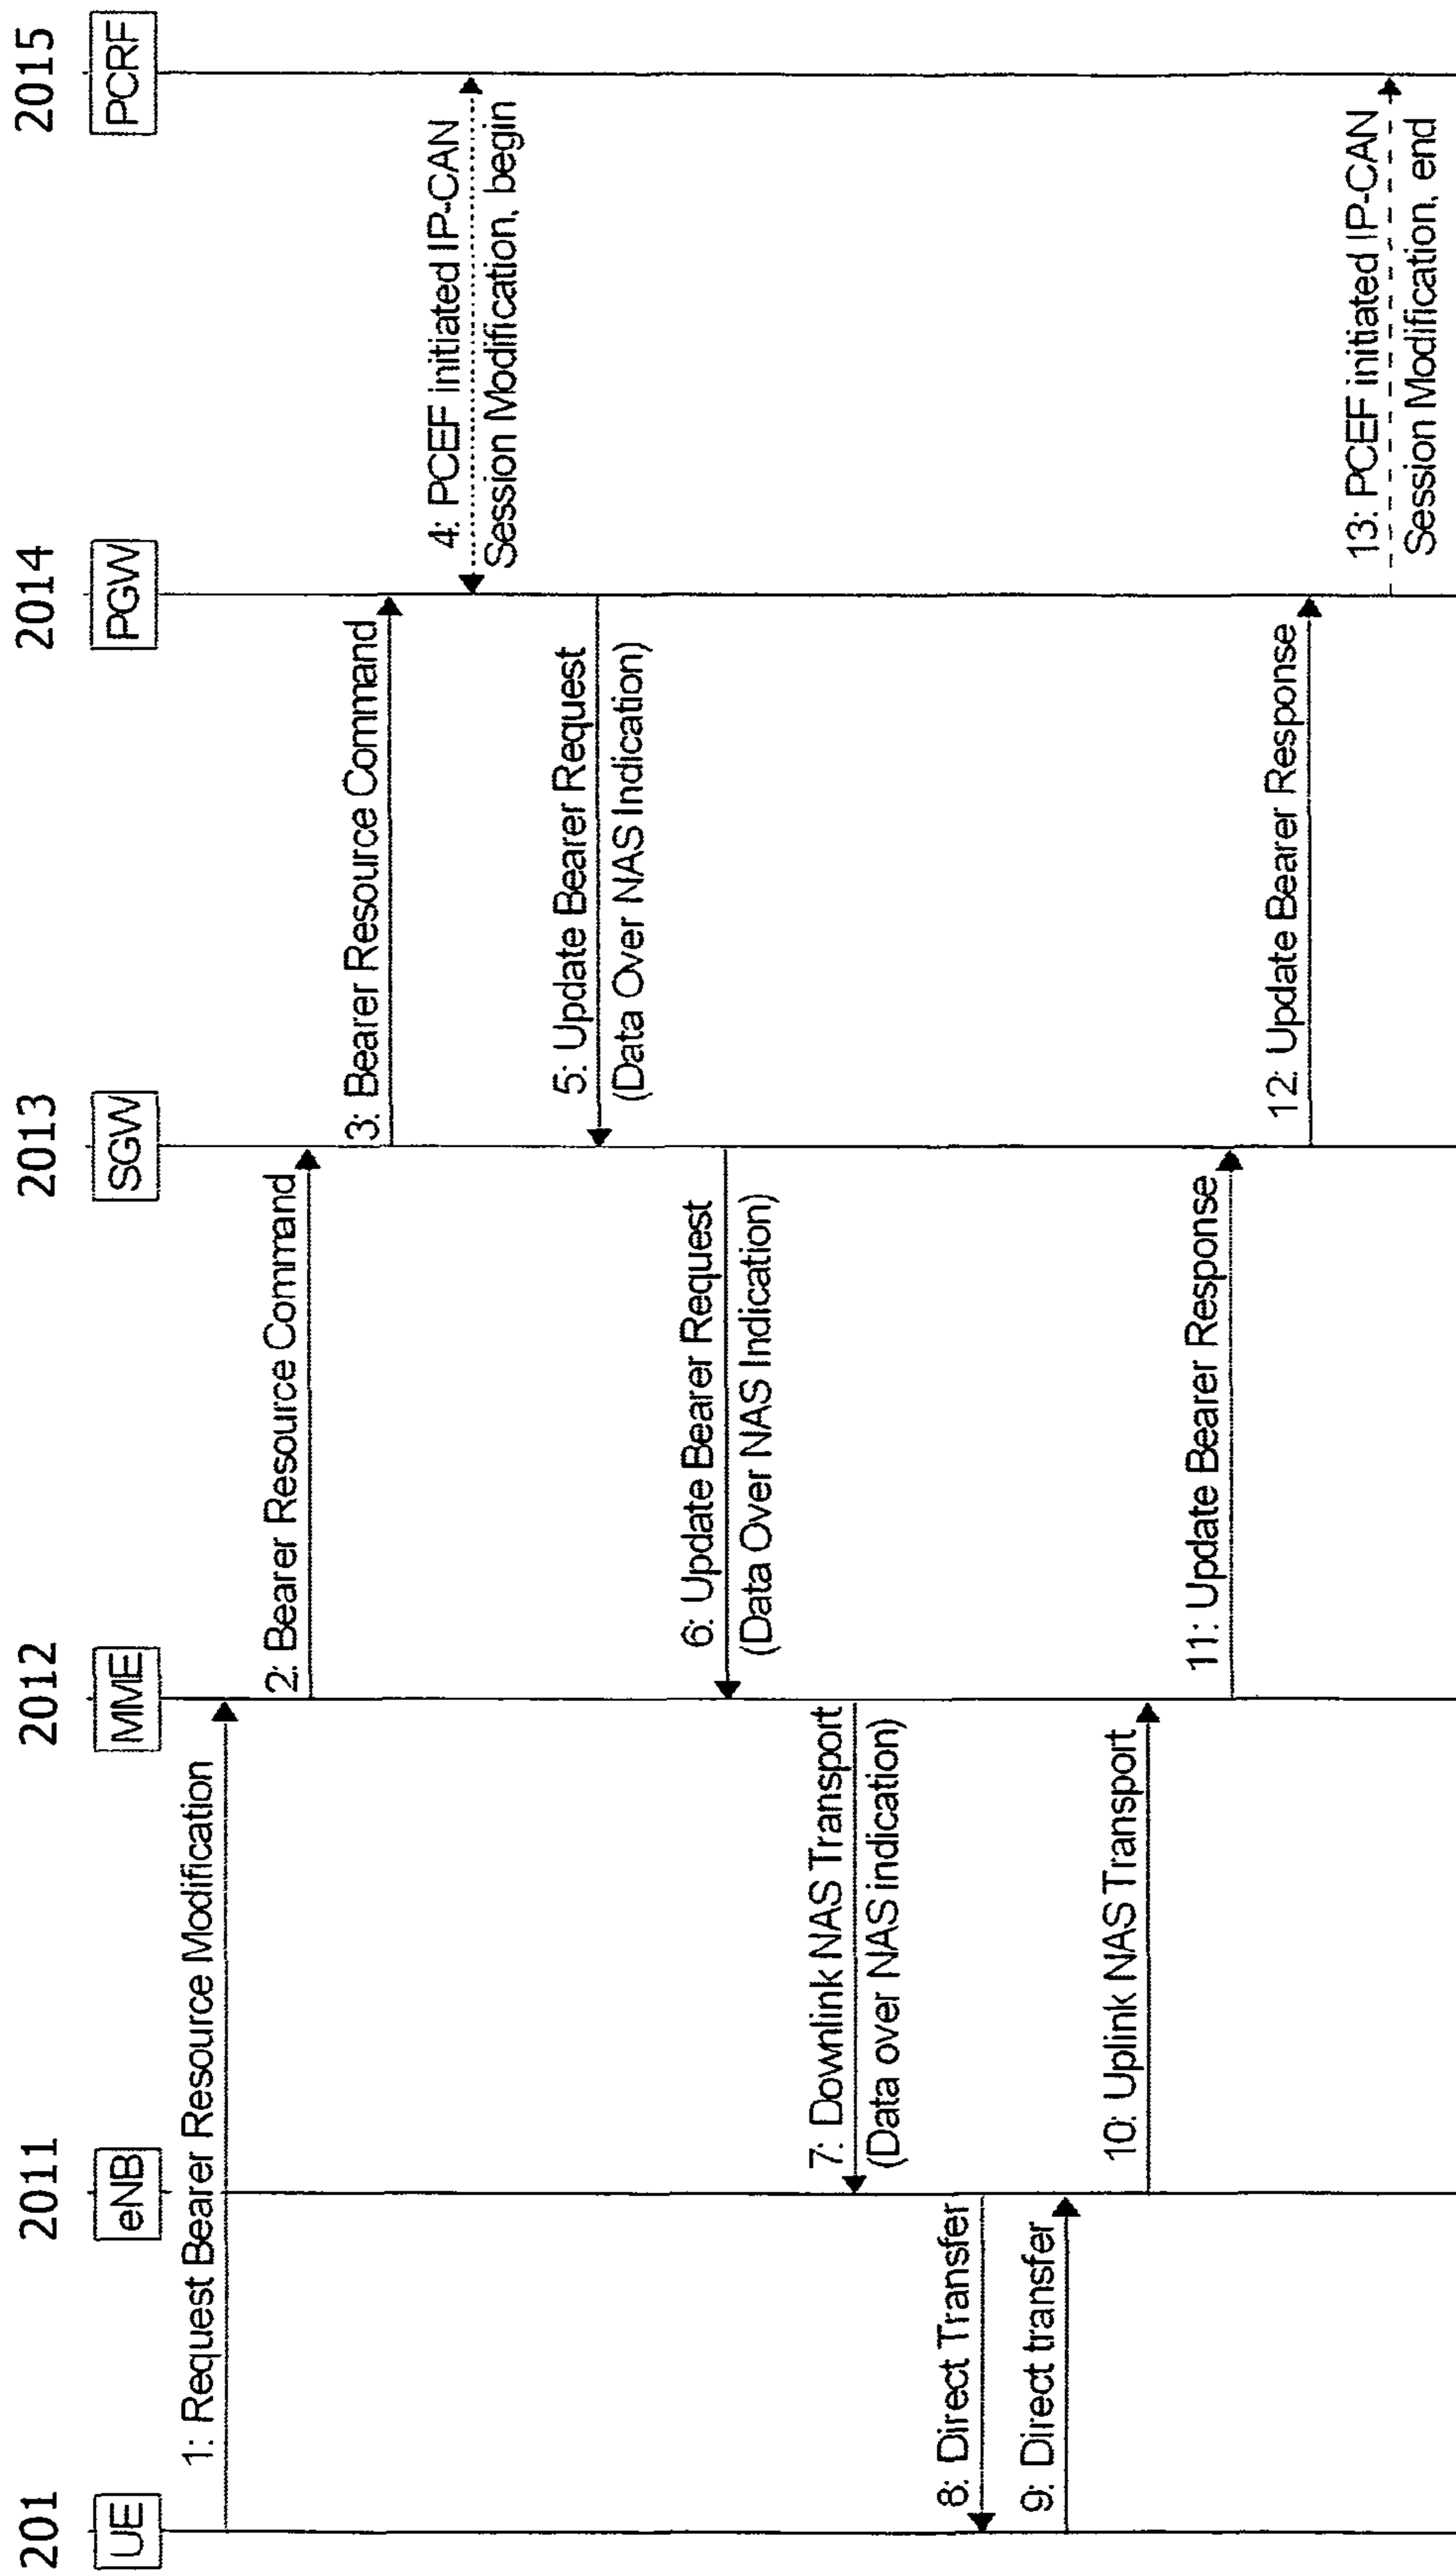 201
2011
2012
2013
2014
2015
UE
eNB
MME
SGW
PGW
PCRF
1: Request Bearer Resource Modification
2: Bearer Resource Command
3: Bearer Resource Command
4: PCEF initiated IP-CAN
Session Modification, begin
5: Update Bearer Request
(Data Over NAS Indication)
6: Update Bearer Request
(Data Over NAS Indication)
7: Downlink NAS Transport
(Data over NAS indication)
8: Direct Transfer
9: Direct transfer
10: Uplink NAS Transport
11: Update Bearer Response
12: Update Bearer Response
13: PCEF initiated IP-CAN
Session Modification, end